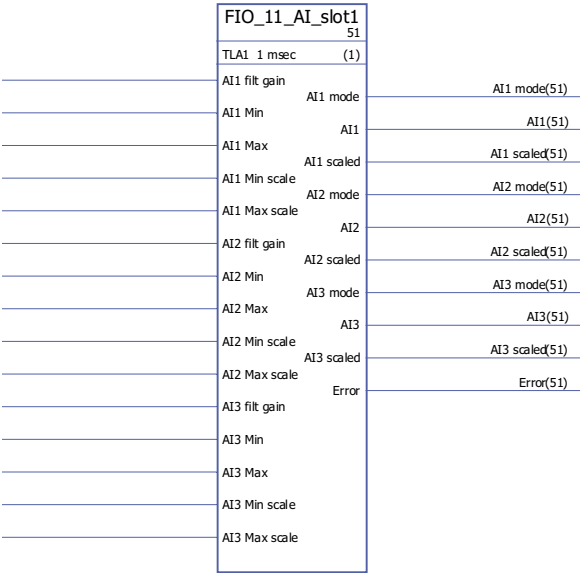 FIO_11_AI_slot1
51
TLA1 1 msec (1)
AI1 filt gain
AI1 mode AI1 mode(51)
AI1 Min
AI1 AI1(51)
AI1 Max
AI1 scaled AI1 scaled(51)
AI1 Min scale
AI2 mode AI2 mode(51)
AI1 Max scale
AI2 AI2(51)
AI2 filt gain
AI2 scaled AI2 scaled(51)
AI2 Min
AI3 mode AI3 mode(51)
AI2 Max
AI3 AI3(51)
AI2 Min scale
AI3 scaled AI3 scaled(51)
AI2 Max scale
Error Error(51)
AI3 filt gain
AI3 Min
AI3 Max
AI3 Min scale
AI3 Max scale